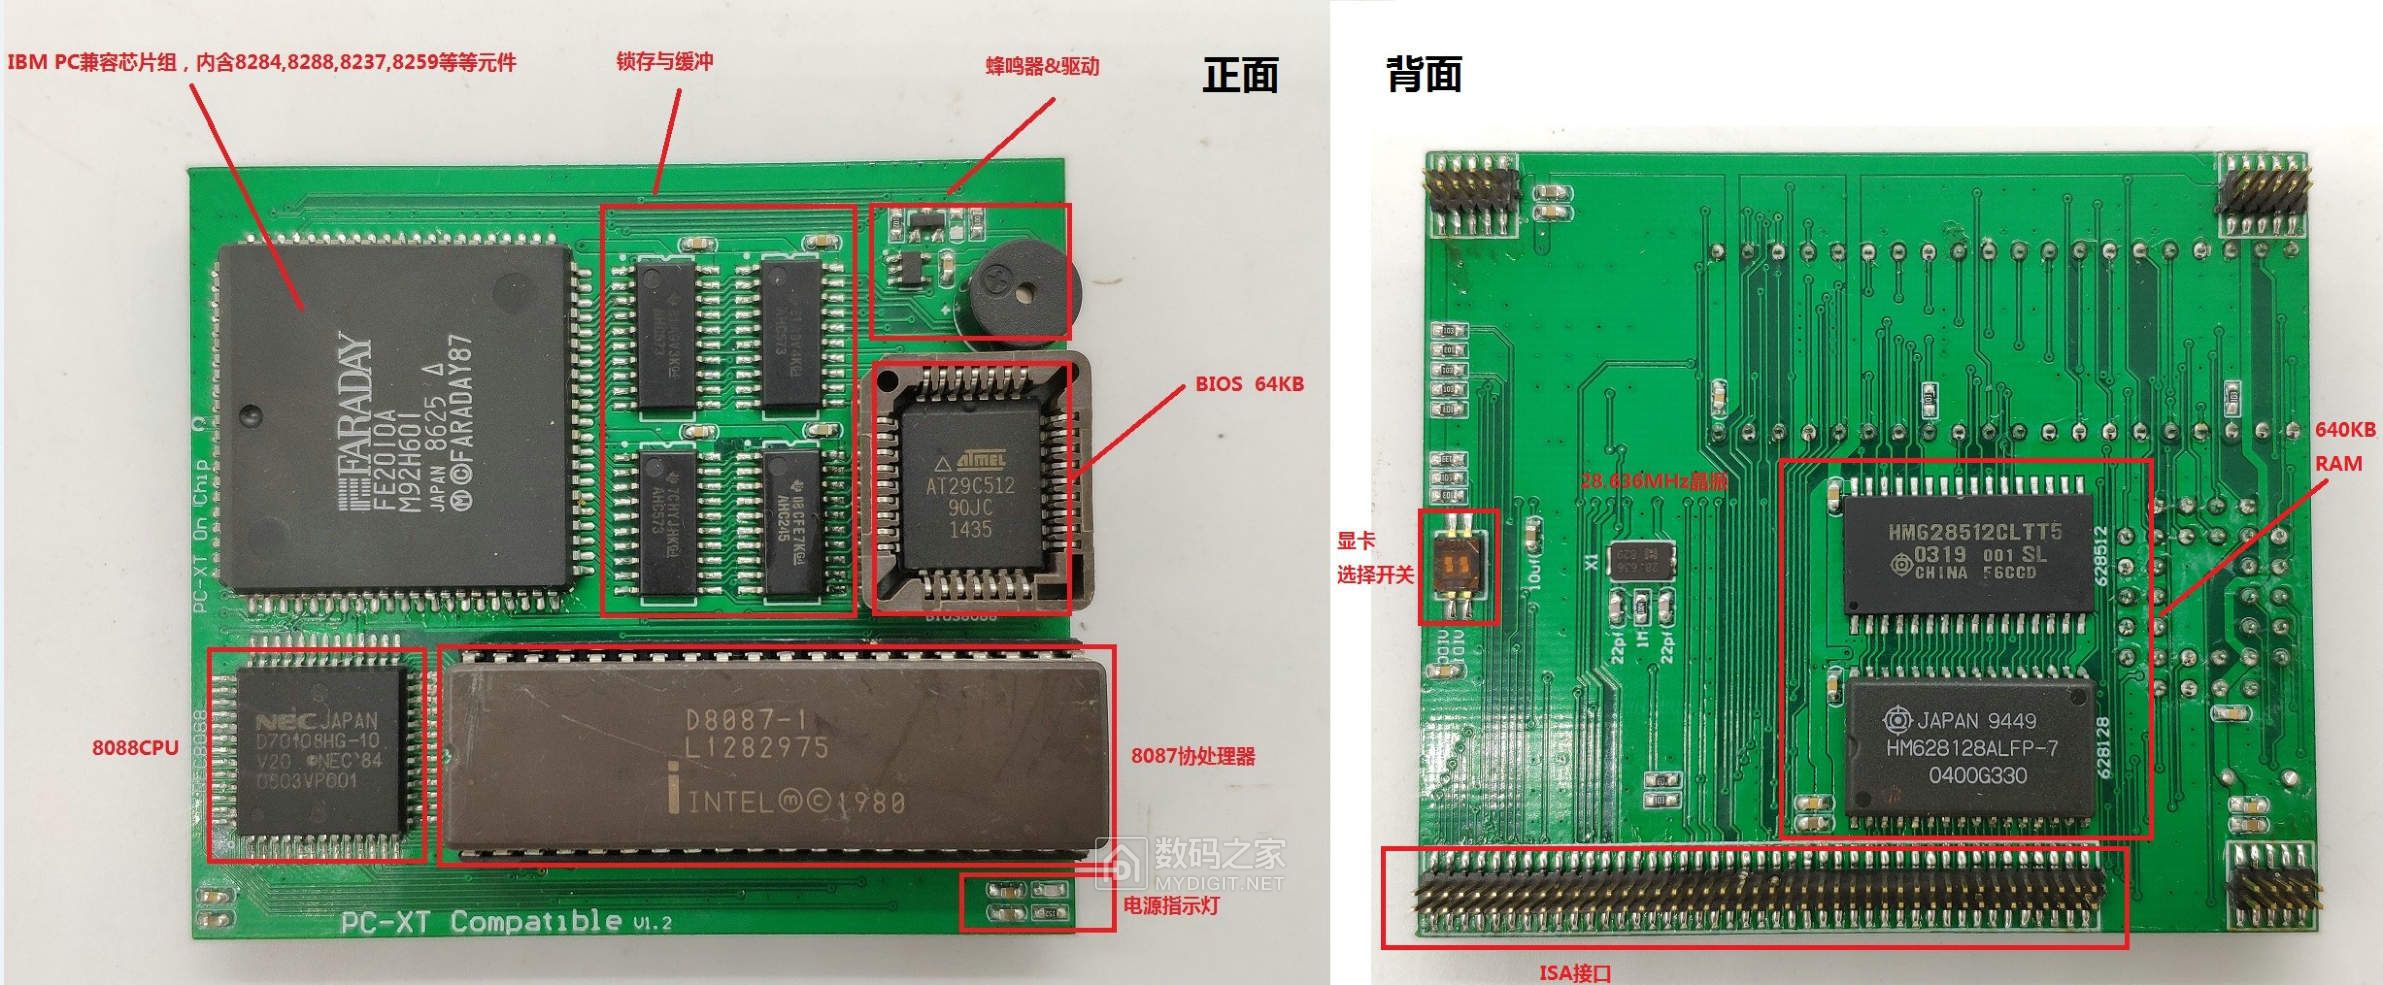 IBM PC兼容芯片组，内含8284,8288,8237,8259等等元件
锁存与缓冲
蜂鸣器&驱动
正面
FARADAY
FE2010A
M92H601
JAPAN 8625 △
ⓜ©FARADAY87
PC-XT On Chip
AHC573
AHC573
AHC245
ATMEL
AT29C512
90JC
1435
BIOS 64KB
8088CPU
NEC JAPAN
D70108HG-10
V20 ©NEC'84
NEC8088
D8087-1
L1282975
INTEL ⓜ © 1980
8087协处理器
数码之家
MYDIGIT.NET
电源指示灯
PC-XT Compatible V1.2
背面
640KB
RAM
28.636MHz晶振
显卡
选择开关
X1
10uf
22pf
1M
22pf
HM628512CLTT5
0319 001 SL
CHINA F6CCD
628512
JAPAN 9449
HM628128ALFP-7
0400G330
628128
ISA接口